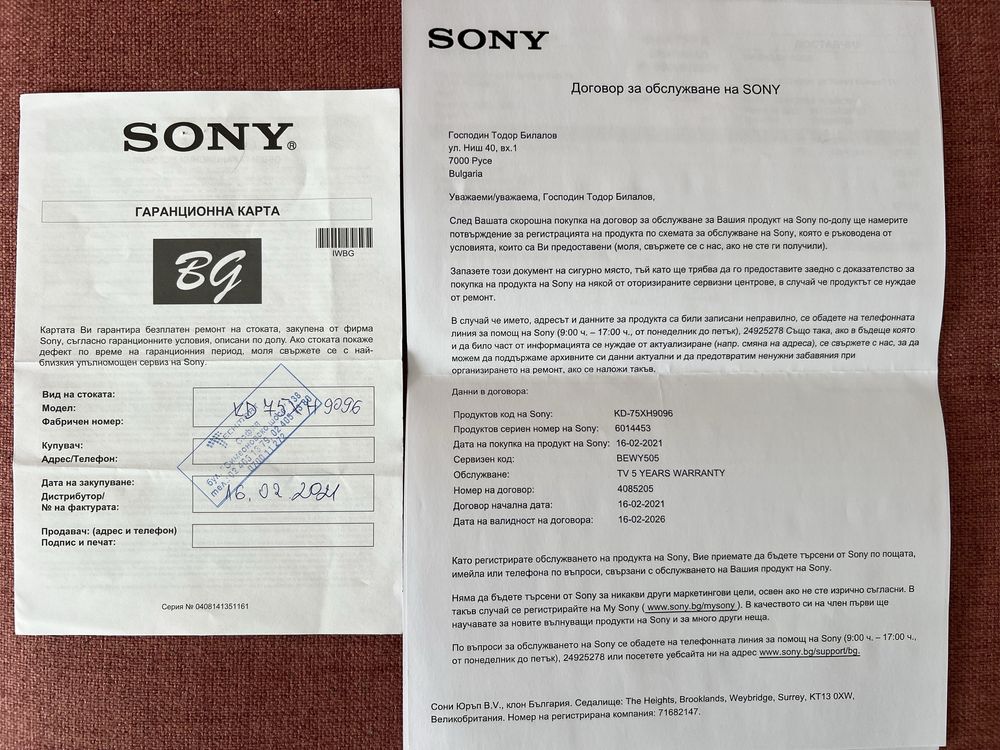 SONY®
ГАРАНЦИОННА КАРТА
BG
IWBG
Картата Ви гарантира безплатен ремонт на стоката, закупена от фирма
Sony, съгласно гаранционните условия, описани по долу. Ако стоката покаже
дефект по време на гаранционния период, моля свържете се с най-
близкия упълномощен сервиз на Sony.
Вид на стоката:
Модел:
KD 75XH9096
Фабричен номер:
Купувач:
Адрес/Телефон:
Дата на закупуване:
16.02 2021
Дистрибутор/
№ на фактурата:
Продавач: (адрес и телефон)
Подпис и печат:
Серия № 0408141351161
SONY
Договор за обслужване на SONY
Господин Тодор Билалов
ул. Ниш 40, вх.1
7000 Русе
Bulgaria
Уважаеми/уважаема, Господин Тодор Билалов,
След Вашата скорошна покупка на договор за обслужване за Вашия продукт на Sony по-долу ще намерите
потвърждение за регистрацията на продукта по схемата за обслужване на Sony, която е ръководена от
условията, които са Ви предоставени (моля, свържете се с нас, ако не сте ги получили).
Запазете този документ на сигурно място, тъй като ще трябва да го предоставите заедно с доказателство за
покупка на продукта на Sony на някой от оторизираните сервизни центрове, в случай че продуктът се нуждае
от ремонт.
В случай че името, адресът и данните за продукта са били записани неправилно, се обадете на телефонната
линия за помощ на Sony (9:00 ч. – 17:00 ч., от понеделник до петък), 24925278 Също така, ако в бъдеще която
и да било част от информацията се нуждае от актуализиране (напр. смяна на адреса), се свържете с нас, за да
можем да поддържаме архивните си данни актуални и да предотвратим ненужни забавяния при
организирането на ремонт, ако се наложи такъв.
Данни в договора:
Продуктов код на Sony: KD-75XH9096
Продуктов сериен номер на Sony: 6014453
Дата на покупка на продукт на Sony: 16-02-2021
Сервизен код: BEWY505
Обслужване: TV 5 YEARS WARRANTY
Номер на договор: 4085205
Договор начална дата: 16-02-2021
Дата на валидност на договора: 16-02-2026
Като регистрирате обслужването на продукта на Sony, Вие приемате да бъдете търсени от Sony по пощата,
имейла или телефона по въпроси, свързани с обслужването на Вашия продукт на Sony.
Няма да бъдете търсени от Sony за никакви други маркетингови цели, освен ако не сте изрично съгласни. В
такъв случай се регистрирайте на My Sony ( www.sony.bg/mysony ). В качеството си на член първи ще
научавате за новите вълнуващи продукти на Sony и за много други неща.
По въпроси за обслужването на Sony се обадете на телефонната линия за помощ на Sony (9:00 ч. – 17:00 ч.,
от понеделник до петък), 24925278 или посетете уебсайта ни на адрес www.sony.bg/support/bg.
Сони Юръп B.V., клон България. Седалище: The Heights, Brooklands, Weybridge, Surrey, KT13 0XW,
Великобритания. Номер на регистрирана компания: 71682147.